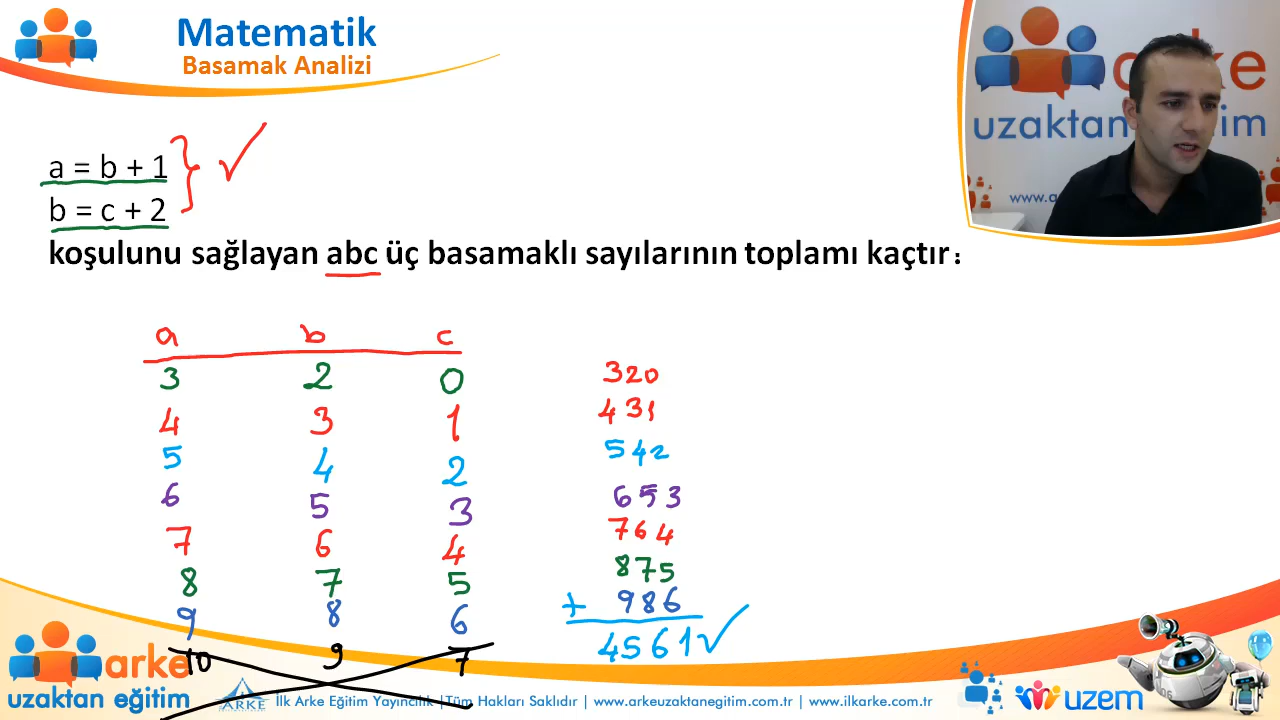 Matematik
Basamak Analizi
arke
uzaktanegitim
www.a
a = b + 1
b = c + 2
koşulunu sağlayan abc üç basamaklı sayılarının toplamı kaçtır:
a b c
3 2 0 320
4 3 1 431
5 4 2 542
6 5 3 653
7 6 4 764
8 7 5 875
9 8 6 + 986
4561
10 9 7
arke
uzaktan eğitim
ARKE
İlk Arke Eğitim Yayıncılık |Tüm Hakları Saklıdır | www.arkeuzaktanegitim.com.tr | www.ilkarke.com.tr
uzem